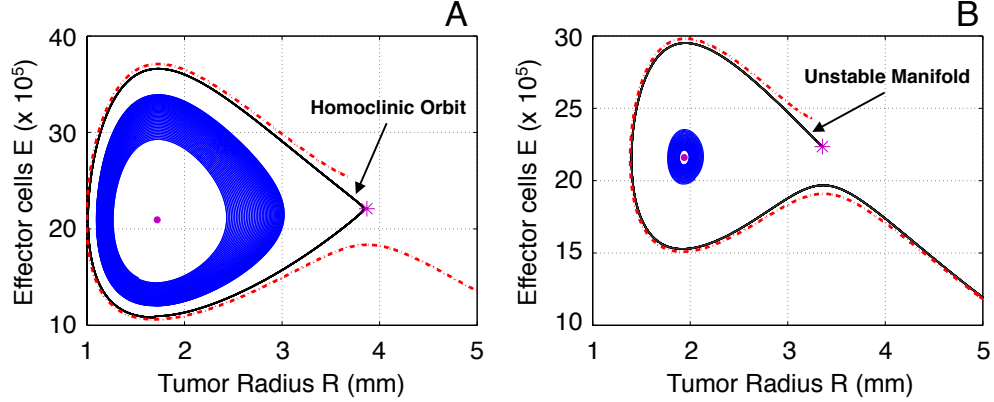 A
40
30
20
10
Effector cells E (x 10⁵)
Homoclinic Orbit
1 2 3 4 5
Tumor Radius R (mm)
B
30
25
20
15
10
Effector cells E (x 10⁵)
Unstable Manifold
1 2 3 4 5
Tumor Radius R (mm)